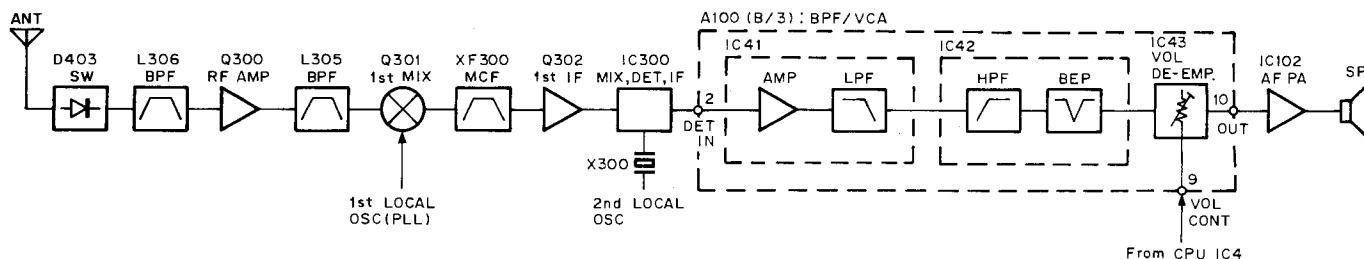 ANT
D403
SW
L306
BPF
Q300
RF AMP
L305
BPF
Q301
1st MIX
1st LOCAL
OSC(PLL)
XF300
MCF
Q302
1st IF
IC300
MIX,DET,IF
X300
2nd LOCAL
OSC
A100 (B/3) : BPF/VCA
2
DET
IN
IC41
AMP
LPF
IC42
HPF
BEP
IC43
VOL
DE-EMP.
10
OUT
9
VOL
CONT
From CPU IC4
IC102
AF PA
SP